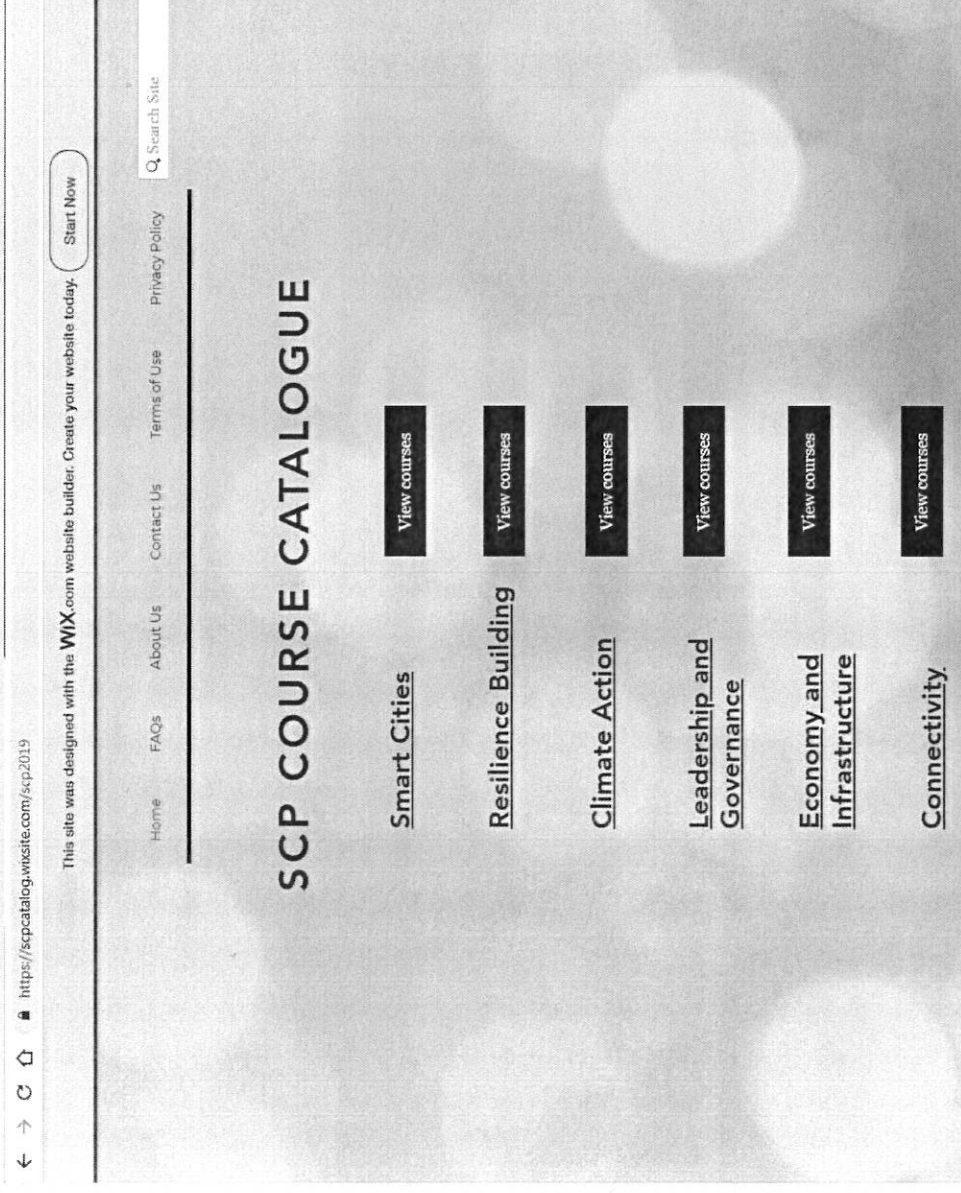 https://scpcatalog.wixsite.com/scp2019
This site was designed with the WiX.com website builder. Create your website today. Start Now
Home FAQs About Us Contact Us Terms of Use Privacy Policy Search Site
SCP COURSE CATALOGUE
Smart Cities View courses
Resilience Building View courses
Climate Action View courses
Leadership and
Governance View courses
Economy and
Infrastructure View courses
Connectivity View courses